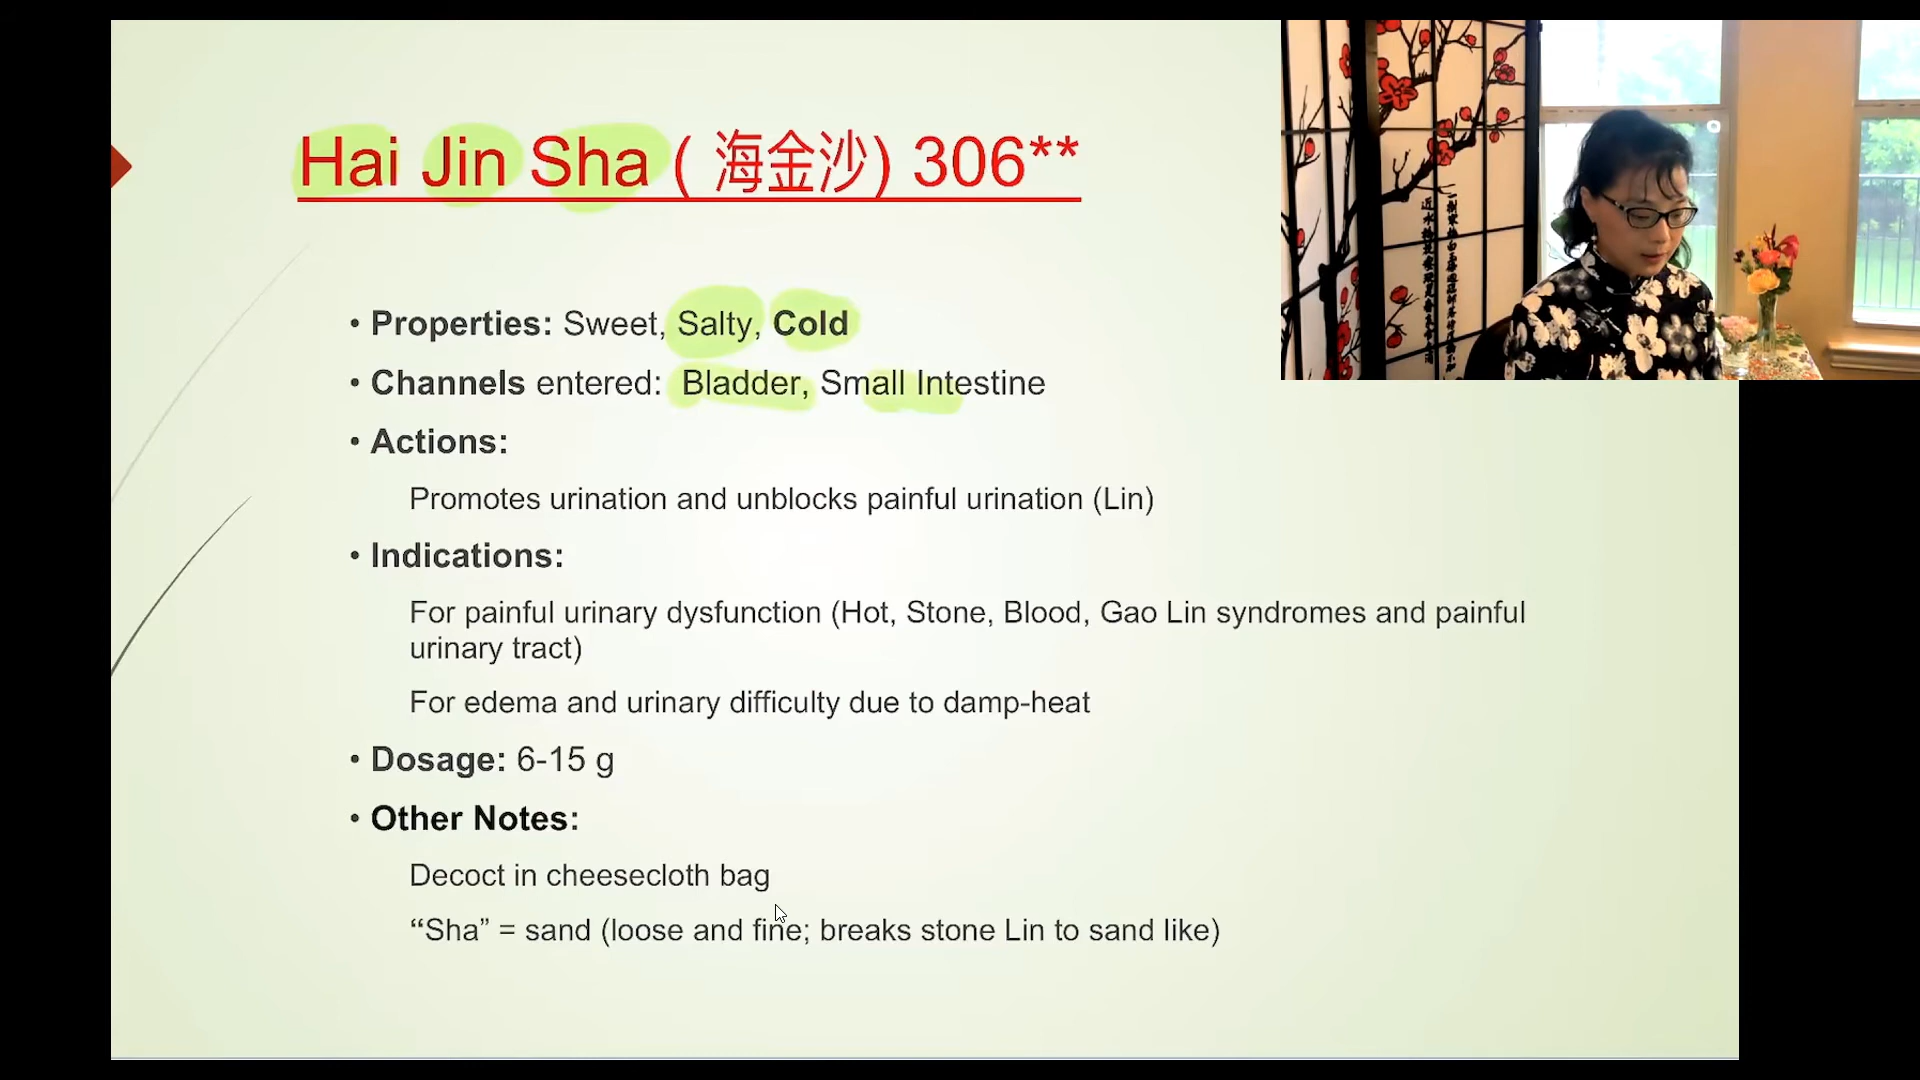 Hai Jin Sha ( 海金沙) 306**
• Properties: Sweet, Salty, Cold
• Channels entered: Bladder, Small Intestine
• Actions:
Promotes urination and unblocks painful urination (Lin)
• Indications:
For painful urinary dysfunction (Hot, Stone, Blood, Gao Lin syndromes and painful
urinary tract)
For edema and urinary difficulty due to damp-heat
• Dosage: 6-15 g
• Other Notes:
Decoct in cheesecloth bag
“Sha” = sand (loose and fine; breaks stone Lin to sand like)